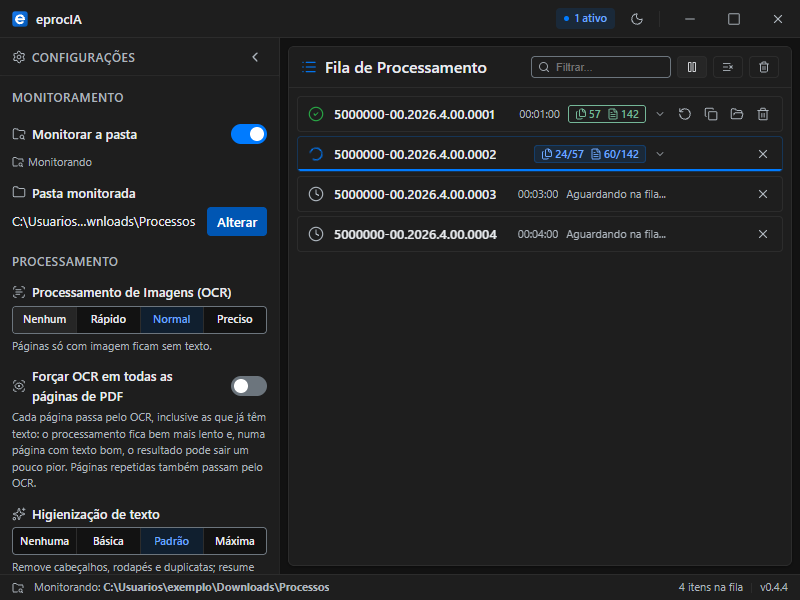 eprocIA
1 ativo
CONFIGURAÇÕES
MONITORAMENTO
Monitorar a pasta
Monitorando
Pasta monitorada
C:\Usuarios...wnloads\Processos
Alterar
PROCESSAMENTO
Processamento de Imagens (OCR)
Nenhum Rápido Normal Preciso
Páginas só com imagem ficam sem texto.
Forçar OCR em todas as
páginas de PDF
Cada página passa pelo OCR, inclusive as que já têm
texto: o processamento fica bem mais lento e, numa
página com texto bom, o resultado pode sair um
pouco pior. Páginas repetidas também passam pelo
OCR.
Higienização de texto
Nenhuma Básica Padrão Máxima
Remove cabeçalhos, rodapés e duplicatas; resume
Fila de Processamento
Filtrar...
5000000-00.2026.4.00.0001 00:01:00 57 142
5000000-00.2026.4.00.0002 24/57 60/142
5000000-00.2026.4.00.0003 00:03:00 Aguardando na fila...
5000000-00.2026.4.00.0004 00:04:00 Aguardando na fila...
Monitorando: C:\Usuarios\exemplo\Downloads\Processos
4 itens na fila v0.4.4